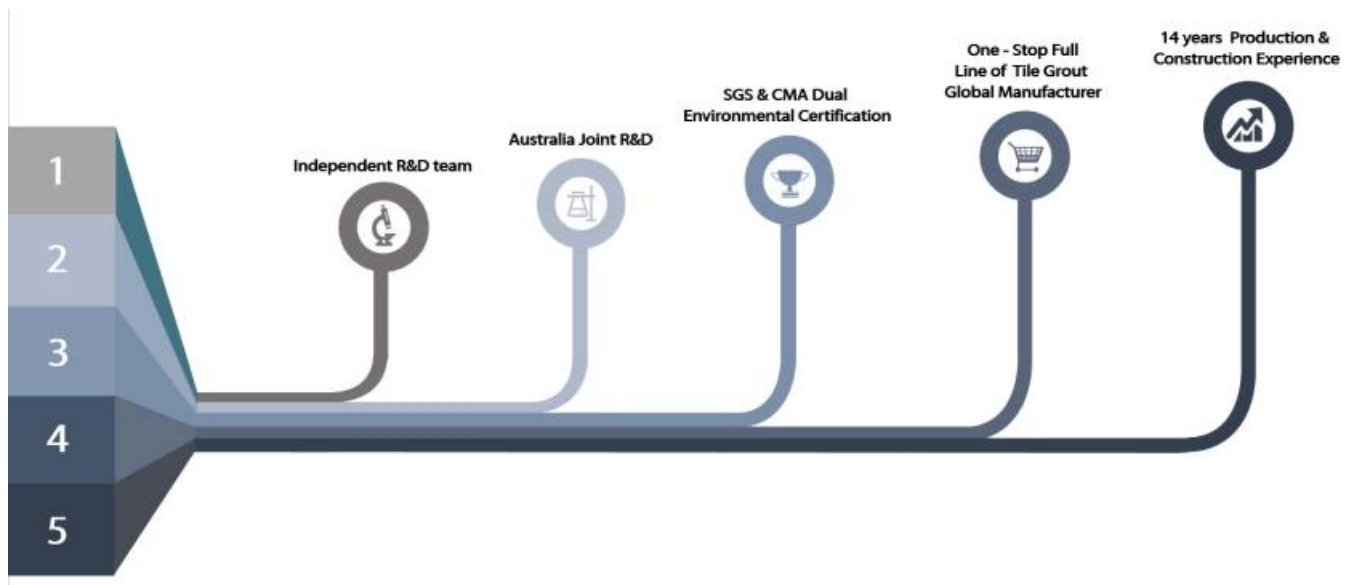 1
2
3
4
5
Independent R&D team
Australia Joint R&D
SGS & CMA Dual
Environmental Certification
One - Stop Full
Line of Tile Grout
Global Manufacturer
14 years Production &
Construction Experience